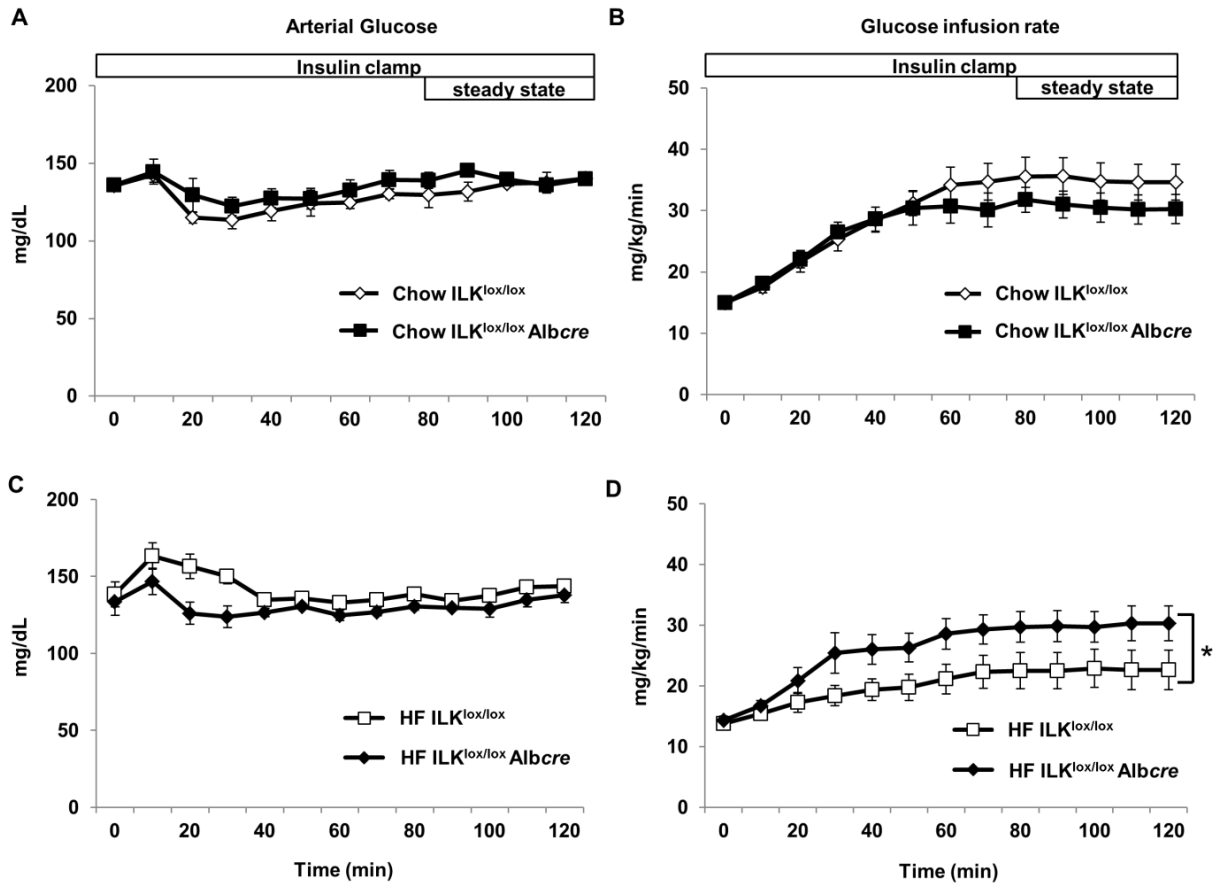 A
Arterial Glucose
Insulin clamp
steady state
200
150
100
50
0
mg/dL
Chow ILKlox/lox
Chow ILKlox/lox Albcre
0 20 40 60 80 100 120
B
Glucose infusion rate
Insulin clamp
steady state
50
40
30
20
10
0
mg/kg/min
Chow ILKlox/lox
Chow ILKlox/lox Albcre
0 20 40 60 80 100 120
C
200
150
100
50
0
mg/dL
HF ILKlox/lox
HF ILKlox/lox Albcre
0 20 40 60 80 100 120
Time (min)
D
50
40
30
20
10
0
mg/kg/min
*
HF ILKlox/lox
HF ILKlox/lox Albcre
0 20 40 60 80 100 120
Time (min)